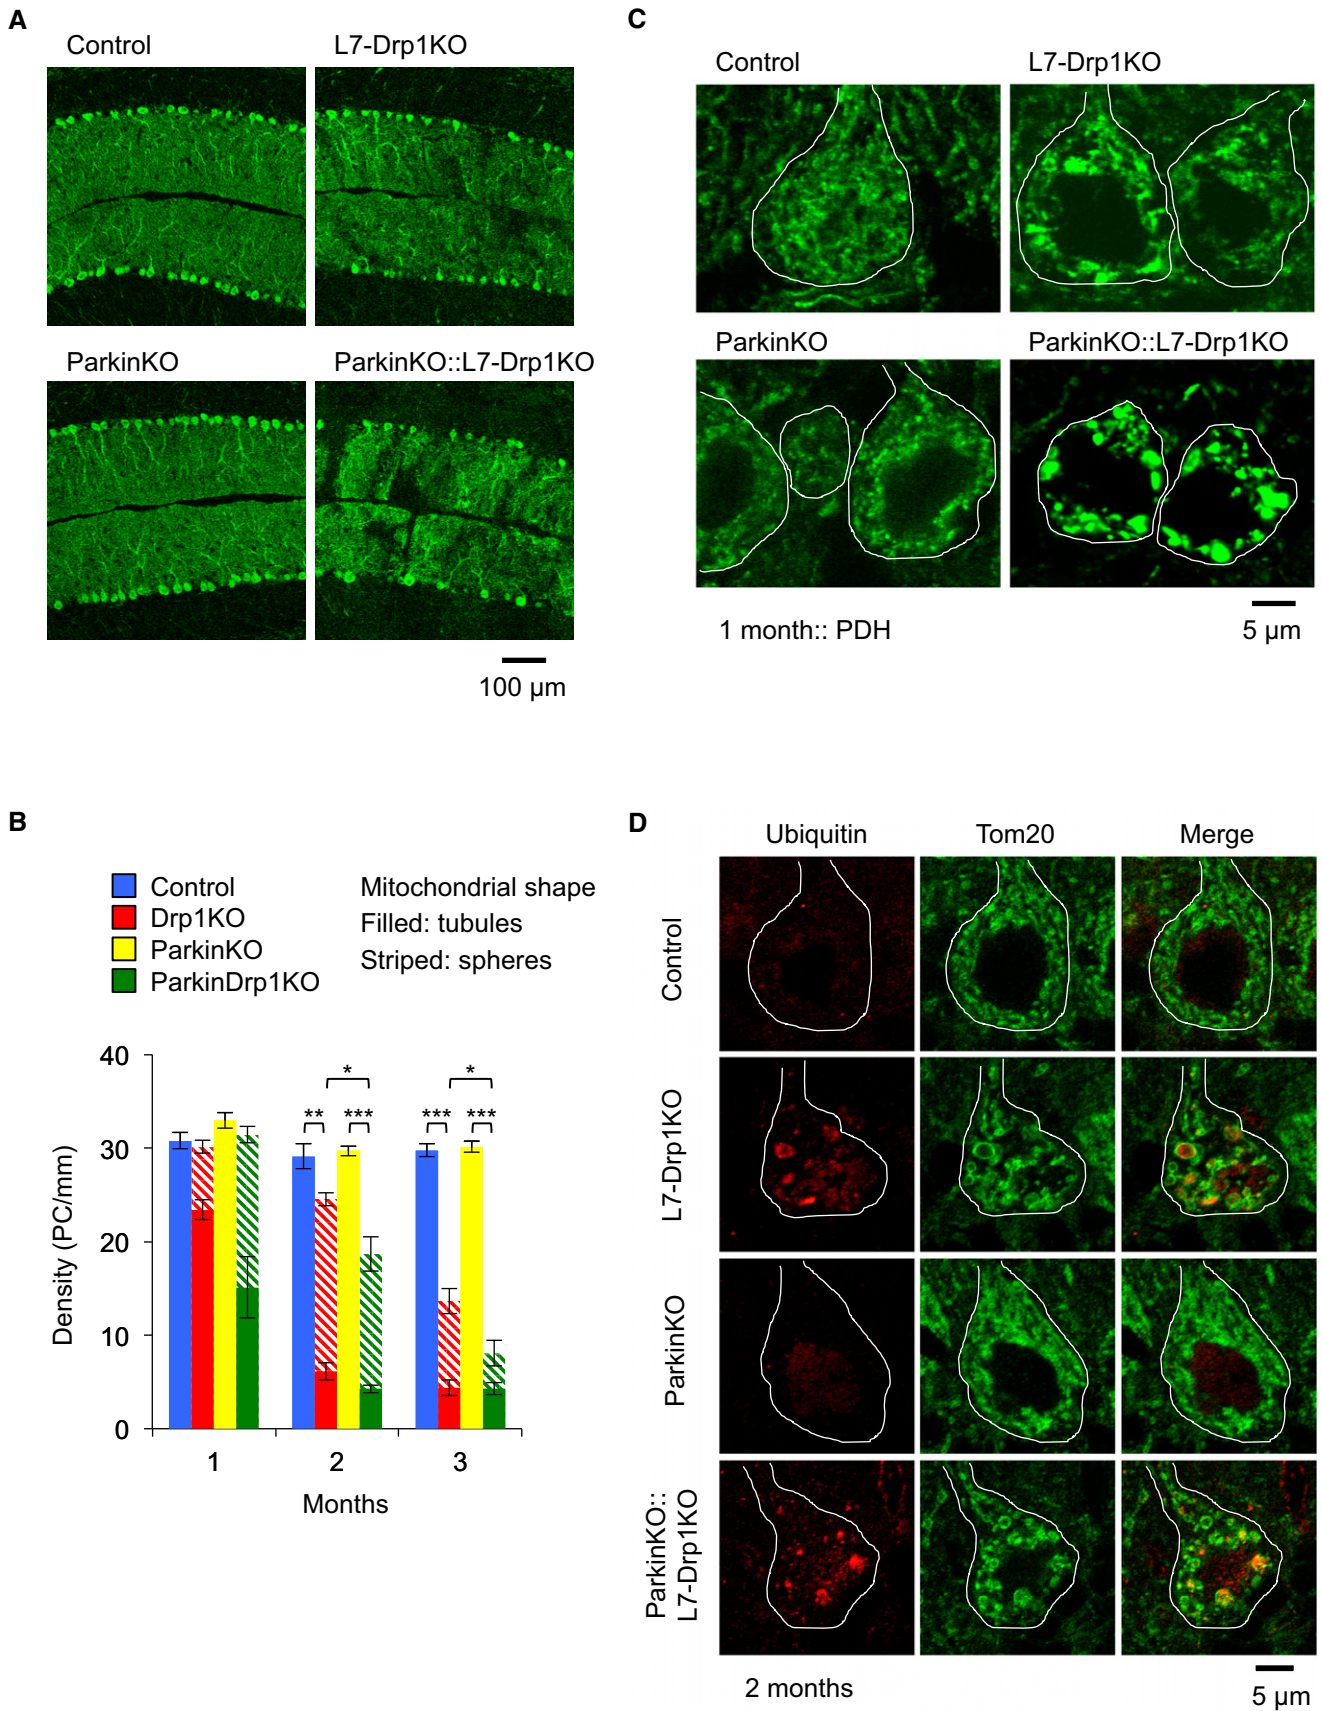 A
Control
L7-Drp1KO
ParkinKO
ParkinKO::L7-Drp1KO
100 µm
B
Control
Drp1KO
ParkinKO
ParkinDrp1KO
Mitochondrial shape
Filled: tubules
Striped: spheres
Density (PC/mm)
40
30
20
10
0
** *** *
*** *** *
1 2 3
Months
C
Control
L7-Drp1KO
ParkinKO
ParkinKO::L7-Drp1KO
1 month:: PDH
5 µm
D
Ubiquitin Tom20 Merge
Control
L7-Drp1KO
ParkinKO
ParkinKO::
L7-Drp1KO
2 months
5 µm